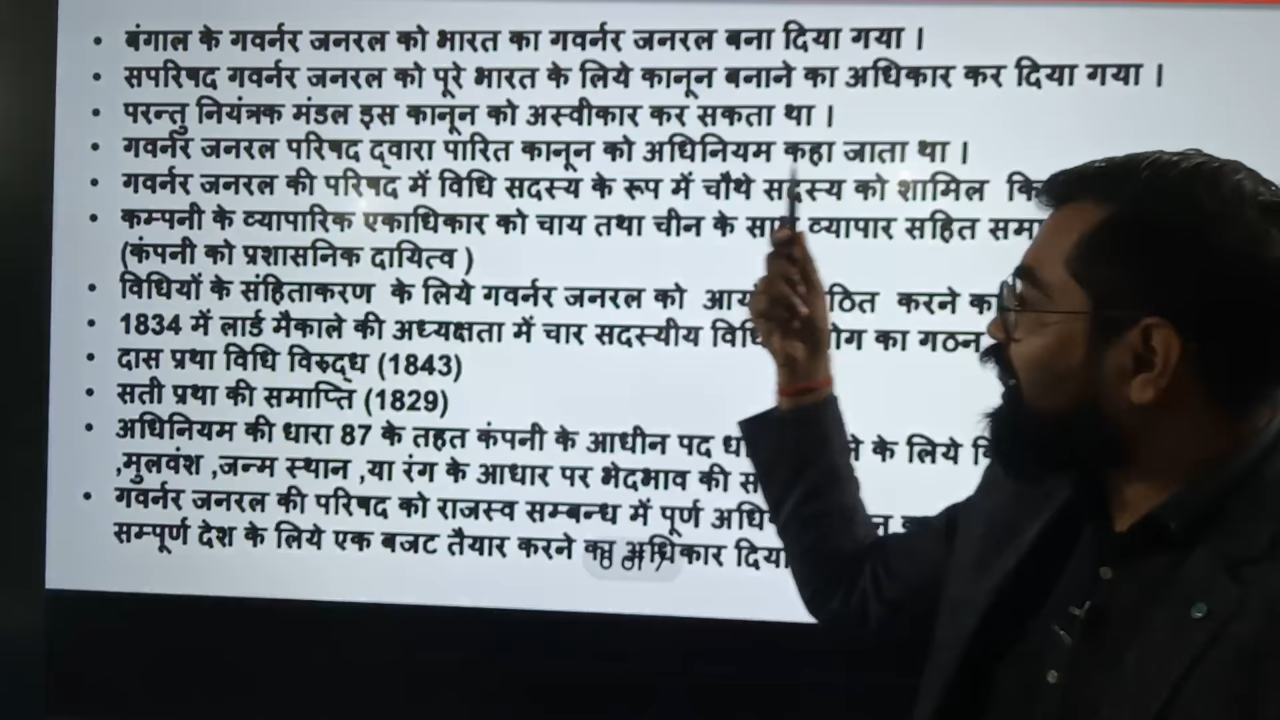 • बंगाल के गवर्नर जनरल को भारत का गवर्नर जनरल बना दिया गया ।
• सपरिषद गवर्नर जनरल को पूरे भारत के लिये कानून बनाने का अधिकार कर दिया गया ।
• परन्तु नियंत्रक मंडल इस कानून को अस्वीकार कर सकता था ।
• गवर्नर जनरल परिषद द्वारा पारित कानून को अधिनियम कहा जाता था ।
• गवर्नर जनरल की परिषद में विधि सदस्य के रूप में चौथे सदस्य को शामिल
• कम्पनी के व्यापारिक एकाधिकार को चाय तथा चीन के व्यापार सहित
(कंपनी को प्रशासनिक दायित्व )
• विधियों के संहिताकरण के लिये गवर्नर जनरल को करने
• 1834 में लार्ड मैकाले की अध्यक्षता में चार सदस्यीय का गठन
• दास प्रथा विधि विरुद्ध (1843)
• सती प्रथा की समाप्ति (1829)
• अधिनियम की धारा 87 के तहत कंपनी के आधीन पद के लिये
,मुलवंश ,जन्म स्थान ,या रंग के आधार पर भेदभाव की
• गवर्नर जनरल की परिषद को राजस्व सम्बन्ध में पूर्ण
सम्पूर्ण देश के लिये एक बजट तैयार करने का अधिकार दिया